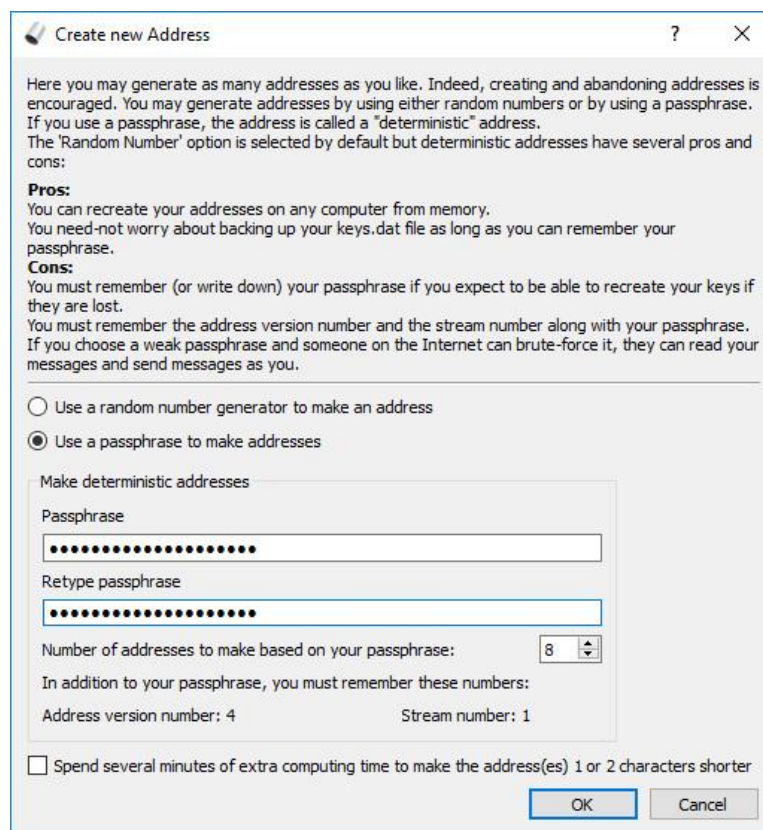 Create new Address
Here you may generate as many addresses as you like. Indeed, creating and abandoning addresses is
encouraged. You may generate addresses by using either random numbers or by using a passphrase.
If you use a passphrase, the address is called a "deterministic" address.
The 'Random Number' option is selected by default but deterministic addresses have several pros and
cons:
Pros:
You can recreate your addresses on any computer from memory.
You need-not worry about backing up your keys.dat file as long as you can remember your
passphrase.
Cons:
You must remember (or write down) your passphrase if you expect to be able to recreate your keys if
they are lost.
You must remember the address version number and the stream number along with your passphrase.
If you choose a weak passphrase and someone on the Internet can brute-force it, they can read your
messages and send messages as you.
Use a random number generator to make an address
Use a passphrase to make addresses
Make deterministic addresses
Passphrase
Retype passphrase
Number of addresses to make based on your passphrase: 8
In addition to your passphrase, you must remember these numbers:
Address version number: 4 Stream number: 1
Spend several minutes of extra computing time to make the address(es) 1 or 2 characters shorter
OK Cancel